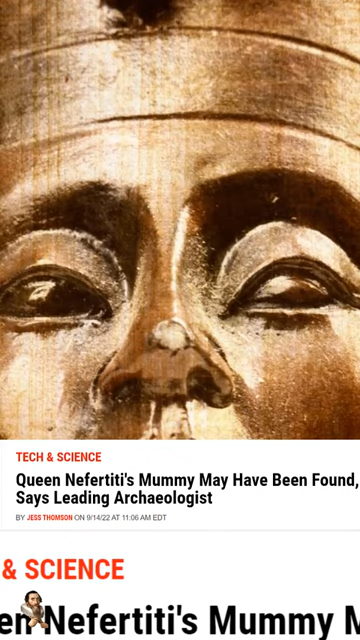 TECH & SCIENCE
Queen Nefertiti's Mummy May Have Been Found,
Says Leading Archaeologist
BY JESS THOMSON ON 9/14/22 AT 11:06 AM EDT
& SCIENCE
en Nefertiti's Mummy M